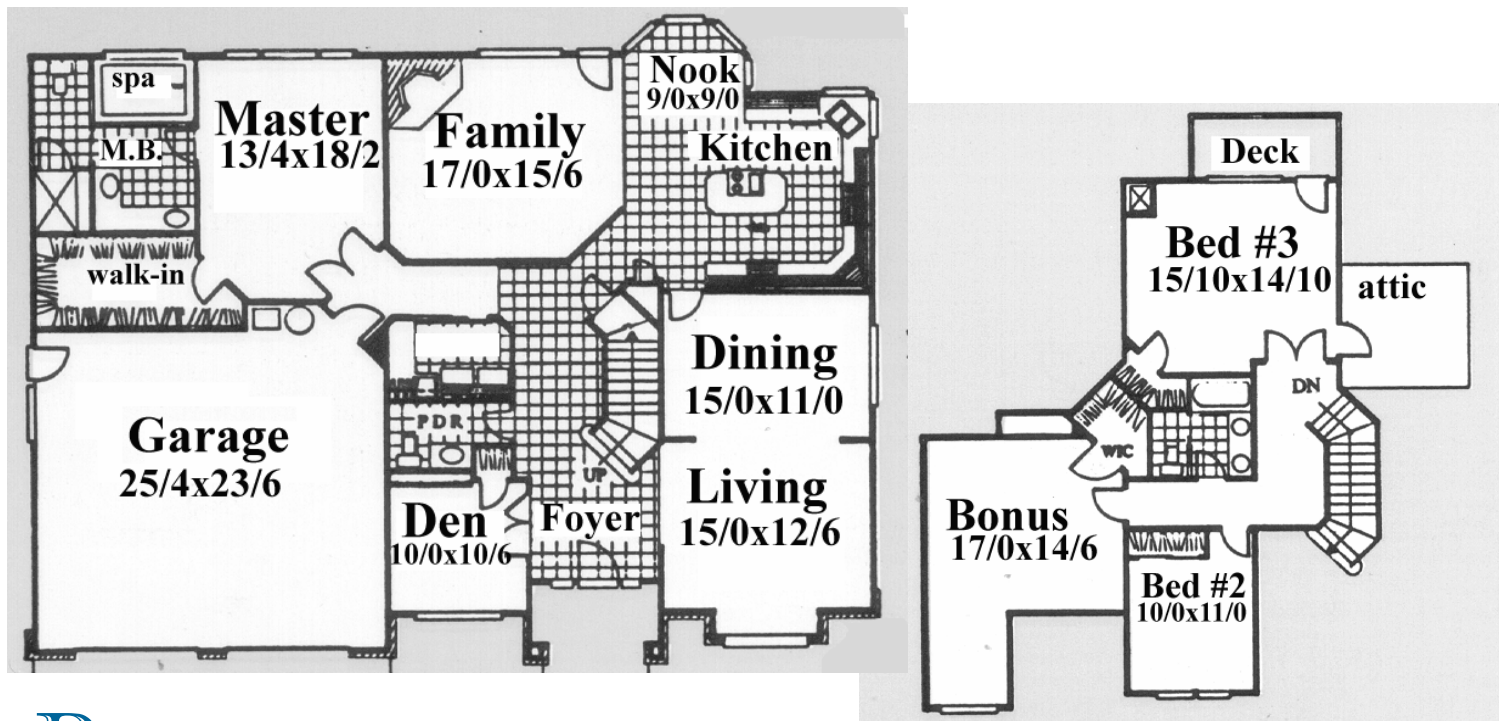 spa
Master
13/4x18/2
M.B.
walk-in
Family
17/0x15/6
Nook
9/0x9/0
Kitchen
Dining
15/0x11/0
Living
15/0x12/6
Garage
25/4x23/6
PDR
UP
Den
10/0x10/6
Foyer
Deck
Bed #3
15/10x14/10
attic
DN
WIC
Bonus
17/0x14/6
Bed #2
10/0x11/0